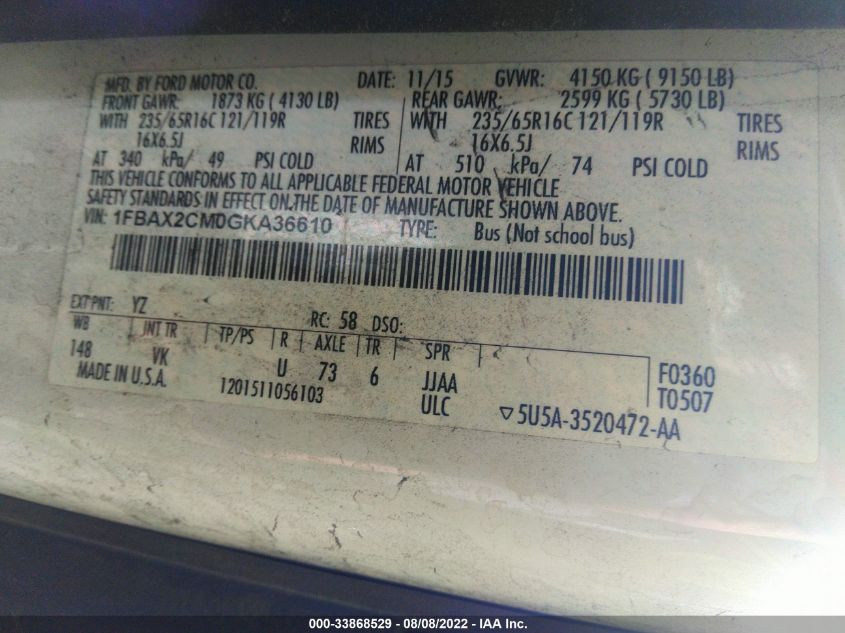 MFD. BY FORD MOTOR CO. DATE: 11/15 GVWR: 4150 KG ( 9150 LB)
FRONT GAWR: 1873 KG ( 4130 LB) REAR GAWR: 2599 KG ( 5730 LB)
WITH 235/65R16C 121/119R TIRES WITH 235/65R16C 121/119R TIRES
16X6.5J RIMS 16X6.5J RIMS
AT 340 kPa/ 49 PSI COLD AT 510 kPa/ 74 PSI COLD
THIS VEHICLE CONFORMS TO ALL APPLICABLE FEDERAL MOTOR VEHICLE
SAFETY STANDARDS IN EFFECT ON THE DATE OF MANUFACTURE SHOWN ABOVE.
VIN: 1FBAX2CM0GKA36610 TYPE: Bus (Not school bus)
EXT PNT: YZ RC: 58 DSO:
WB INT TR TP/PS R AXLE TR SPR
148 VK U 73 6 JJAA F0360
MADE IN U.S.A. 1201511056103 ULC T0507
▽5U5A-3520472-AA
000-33868529 - 08/08/2022 - IAA Inc.